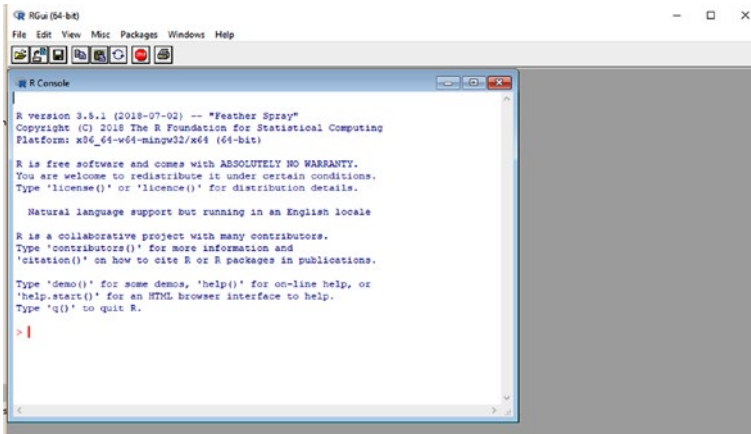 RGui (64-bit)
File Edit View Misc Packages Windows Help
STOP
R Console
R version 3.5.1 (2018-07-02) -- "Feather Spray"
Copyright (C) 2018 The R Foundation for Statistical Computing
Platform: x86_64-w64-mingw32/x64 (64-bit)
R is free software and comes with ABSOLUTELY NO WARRANTY.
You are welcome to redistribute it under certain conditions.
Type 'license()' or 'licence()' for distribution details.
Natural language support but running in an English locale
R is a collaborative project with many contributors.
Type 'contributors()' for more information and
'citation()' on how to cite R or R packages in publications.
Type 'demo()' for some demos, 'help()' for on-line help, or
'help.start()' for an HTML browser interface to help.
Type 'q()' to quit R.
>